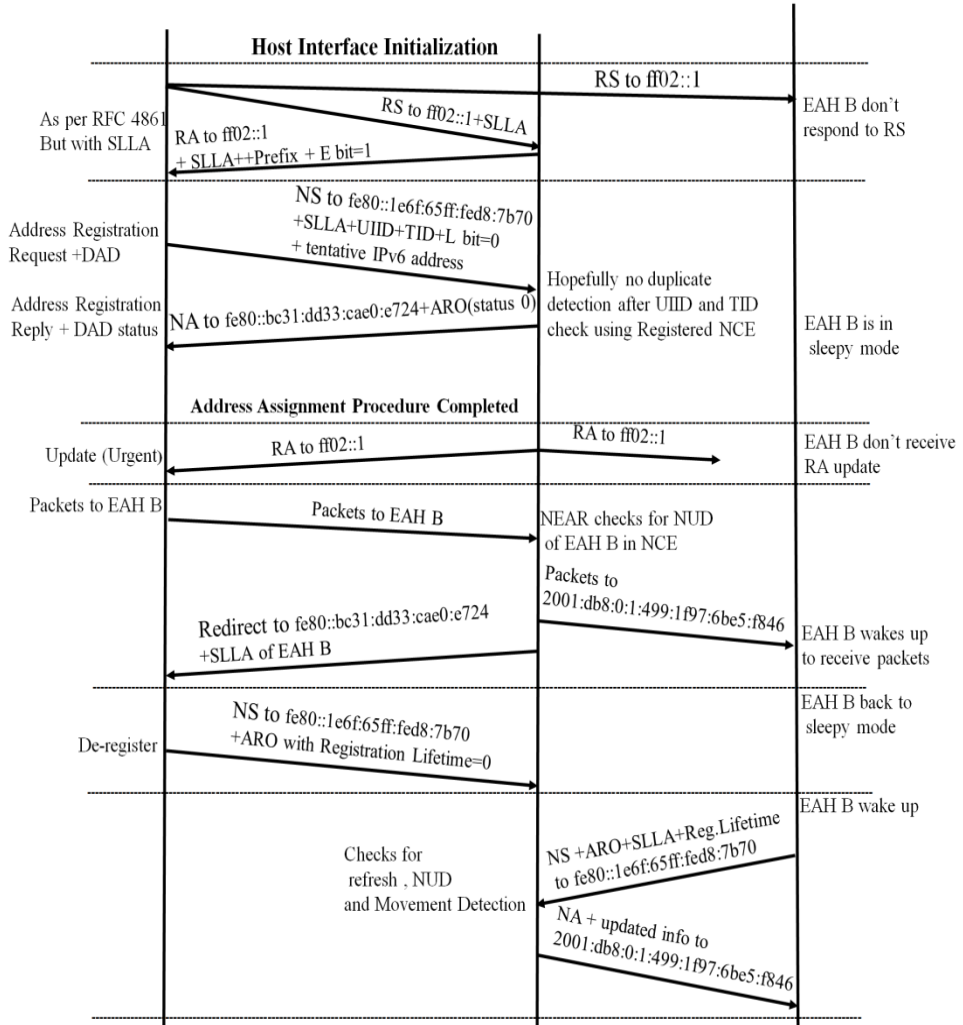 Host Interface Initialization
RS to ff02::1
EAH B don't
respond to RS
As per RFC 4861
But with SLLA
RS to ff02::1+SLLA
RA to ff02::1
+ SLLA++Prefix + E bit=1
NS to fe80::1e6f:65ff:fed8:7b70
+SLLA+UIID+TID+L bit=0
+ tentative IPv6 address
Address Registration
Request +DAD
Address Registration
Reply + DAD status
NA to fe80::bc31:dd33:cae0:e724+ARO(status 0)
Hopefully no duplicate
detection after UIID and TID
check using Registered NCE
EAH B is in
sleepy mode
Address Assignment Procedure Completed
Update (Urgent)
RA to ff02::1
RA to ff02::1
EAH B don't receive
RA update
Packets to EAH B
Packets to EAH B
NEAR checks for NUD
of EAH B in NCE
Packets to
2001:db8:0:1:499:1f97:6be5:f846
Redirect to fe80::bc31:dd33:cae0:e724
+SLLA of EAH B
EAH B wakes up
to receive packets
EAH B back to
sleepy mode
NS to fe80::1e6f:65ff:fed8:7b70
+ARO with Registration Lifetime=0
De-register
EAH B wake up
NS +ARO+SLLA+Reg.Lifetime
to fe80::1e6f:65ff:fed8:7b70
Checks for
refresh , NUD
and Movement Detection
NA + updated info to
2001:db8:0:1:499:1f97:6be5:f846